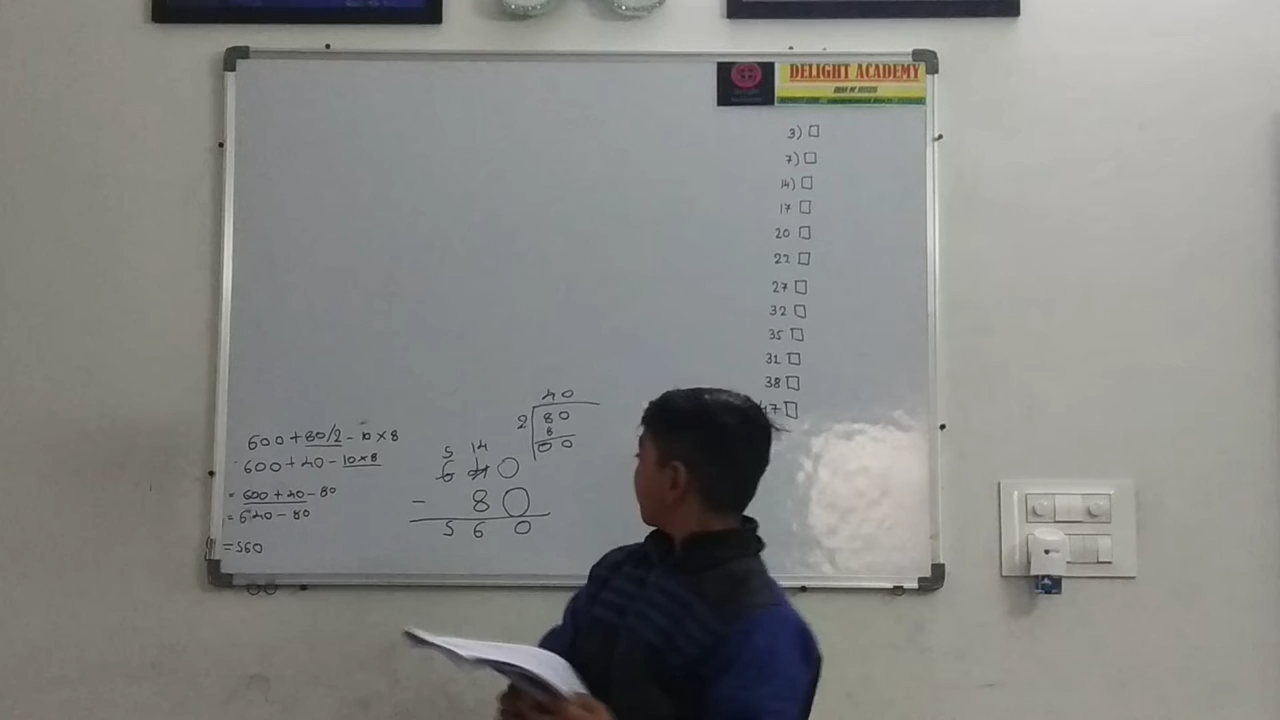 DELIGHT ACADEMY
3) □
7) □
14) □
17 □
20 □
22 □
27 □
32 □
35 □
31 □
38 □
47 □
600 + 80/2 - 10 × 8
600 + 40 - 10×8
= 600 + 40 - 80
= 640 - 80
= 560
5 14
6 4 0
- 8 0
5 6 0
40
2 80
8
00